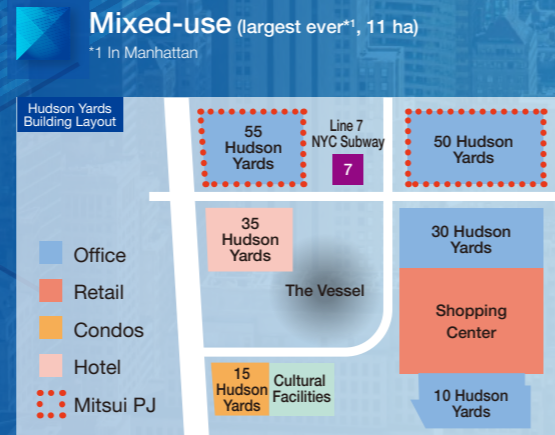 Mixed-use (largest ever*1, 11 ha)
*1 In Manhattan
Hudson Yards
Building Layout
55
Hudson
Yards
Line 7
NYC Subway
7
50 Hudson
Yards
35
Hudson
Yards
30 Hudson
Yards
The Vessel
Shopping
Center
15
Hudson
Yards
Cultural
Facilities
10 Hudson
Yards
Office
Retail
Condos
Hotel
Mitsui PJ